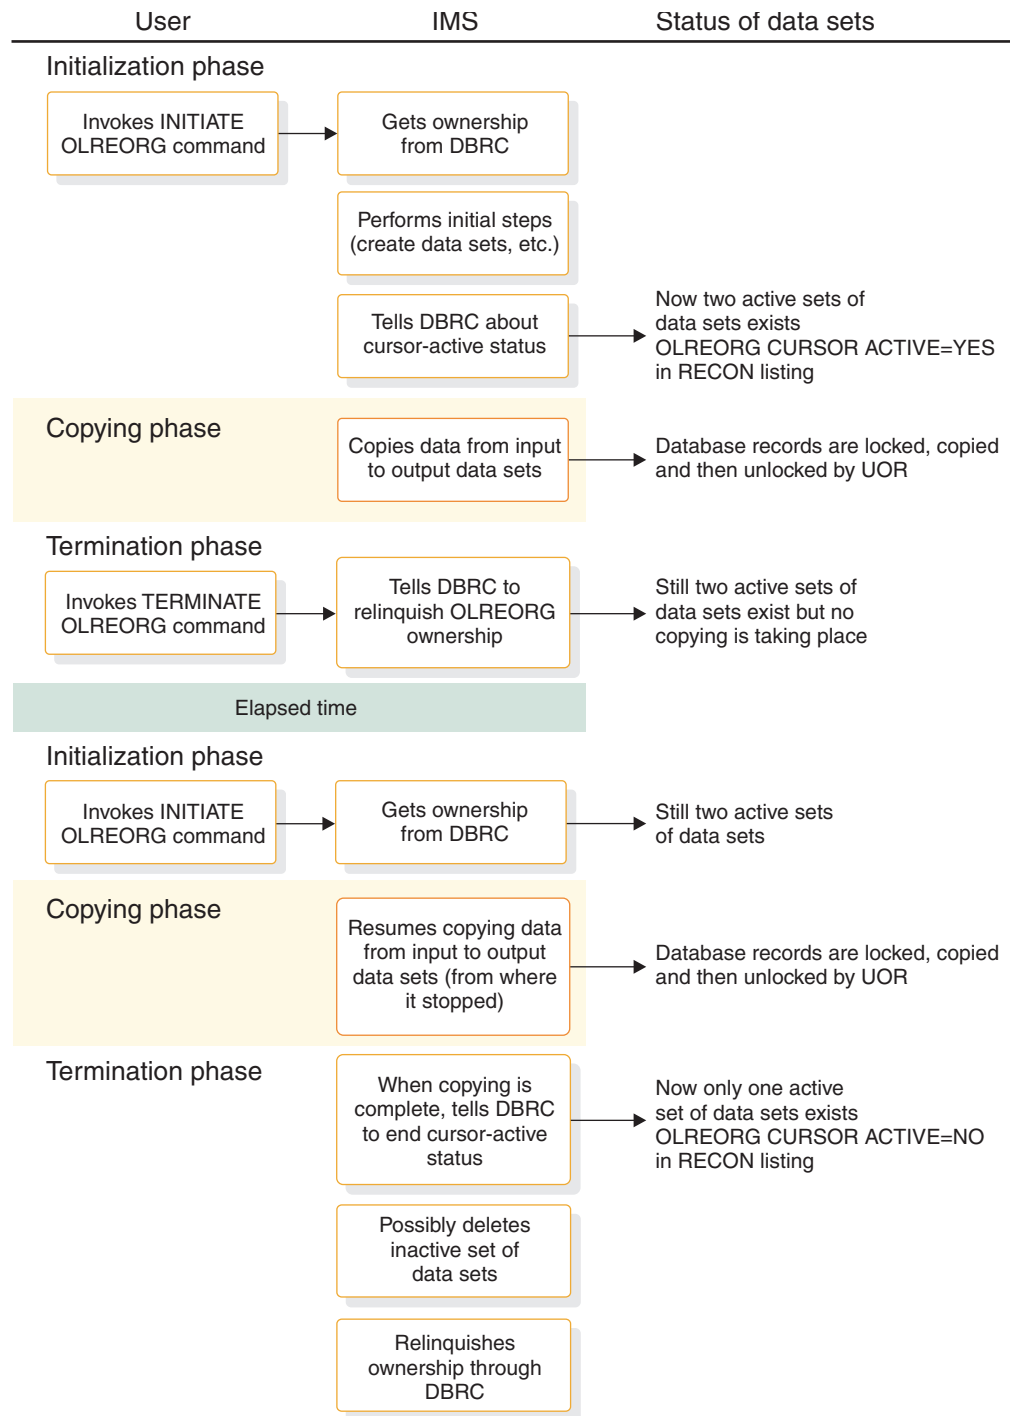 User IMS Status of data sets
Initialization phase
Invokes INITIATE
OLREORG command
Gets ownership
from DBRC
Performs initial steps
(create data sets, etc.)
Tells DBRC about
cursor-active status
Now two active sets of
data sets exists
OLREORG CURSOR ACTIVE=YES
in RECON listing
Copying phase
Copies data from input
to output data sets
Database records are locked, copied
and then unlocked by UOR
Termination phase
Invokes TERMINATE
OLREORG command
Tells DBRC to
relinquish OLREORG
ownership
Still two active sets of
data sets exist but no
copying is taking place
Elapsed time
Initialization phase
Invokes INITIATE
OLREORG command
Gets ownership
from DBRC
Still two active sets
of data sets
Copying phase
Resumes copying data
from input to output
data sets (from where
it stopped)
Database records are locked, copied
and then unlocked by UOR
Termination phase
When copying is
complete, tells DBRC
to end cursor-active
status
Now only one active
set of data sets exists
OLREORG CURSOR ACTIVE=NO
in RECON listing
Possibly deletes
inactive set of
data sets
Relinquishes
ownership through
DBRC